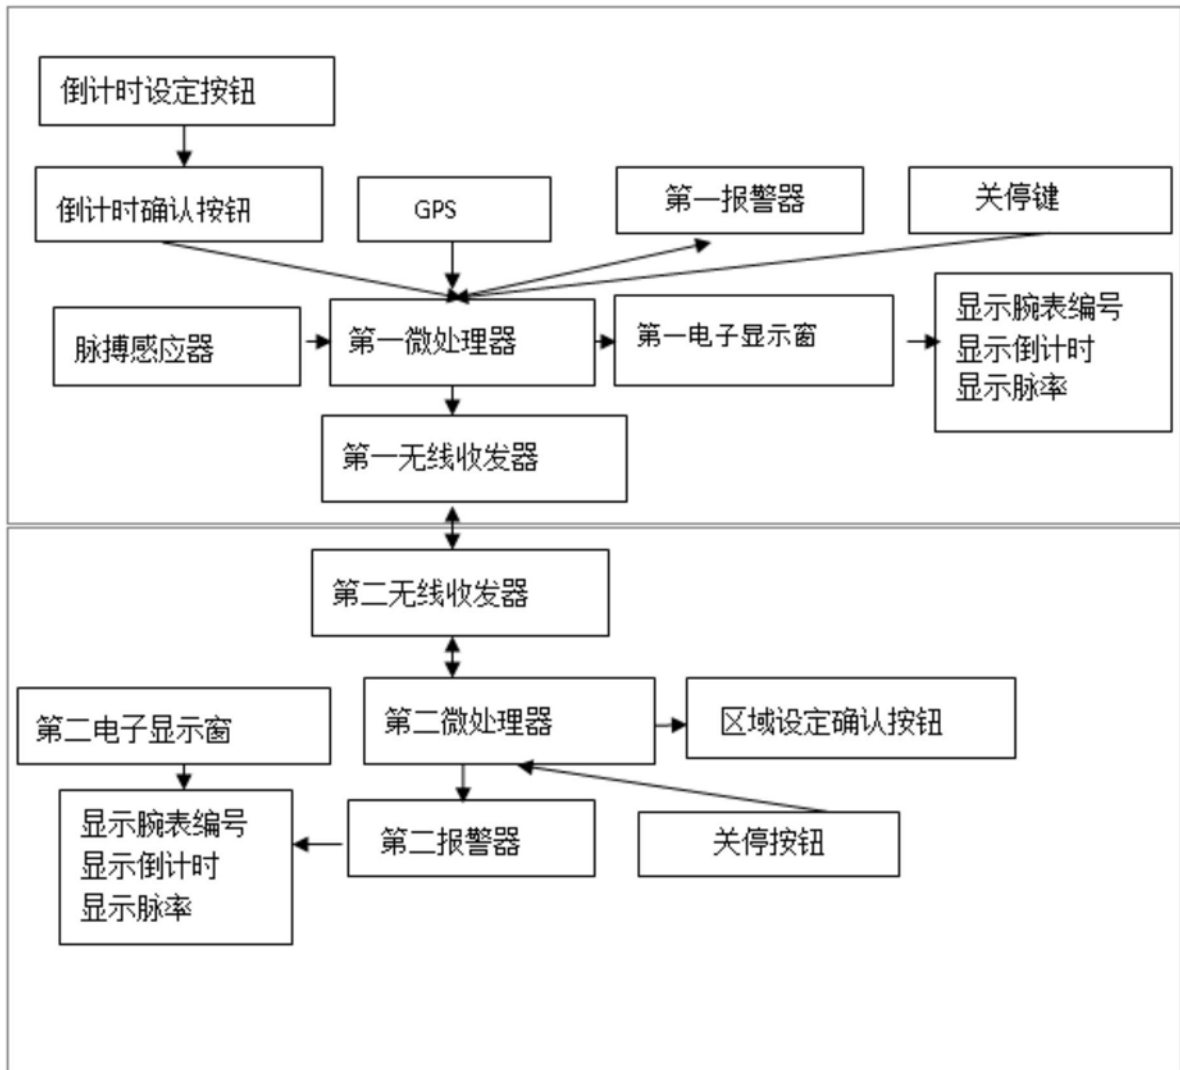 倒计时设定按钮
倒计时确认按钮
GPS
第一报警器
关停键
脉搏感应器
第一微处理器
第一电子显示窗
显示腕表编号
显示倒计时
显示脉率
第一无线收发器
第二无线收发器
第二电子显示窗
第二微处理器
区域设定确认按钮
显示腕表编号
显示倒计时
显示脉率
第二报警器
关停按钮